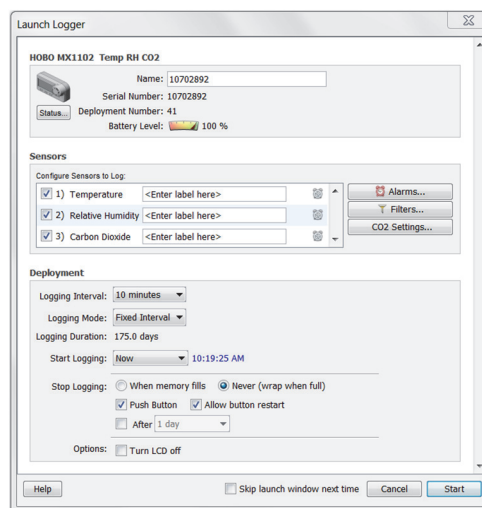 Launch Logger
HOBO MX1102 Temp RH CO2
Name: 10702892
Serial Number: 10702892
Status... Deployment Number: 41
Battery Level: 100 %
Sensors
Configure Sensors to Log:
1) Temperature <Enter label here> Alarms...
2) Relative Humidity <Enter label here> Filters...
3) Carbon Dioxide <Enter label here> CO2 Settings...
Deployment
Logging Interval: 10 minutes
Logging Mode: Fixed Interval
Logging Duration: 175.0 days
Start Logging: Now 10:19:25 AM
Stop Logging: When memory fills Never (wrap when full)
Push Button Allow button restart
After 1 day
Options: Turn LCD off
Help Skip launch window next time Cancel Start